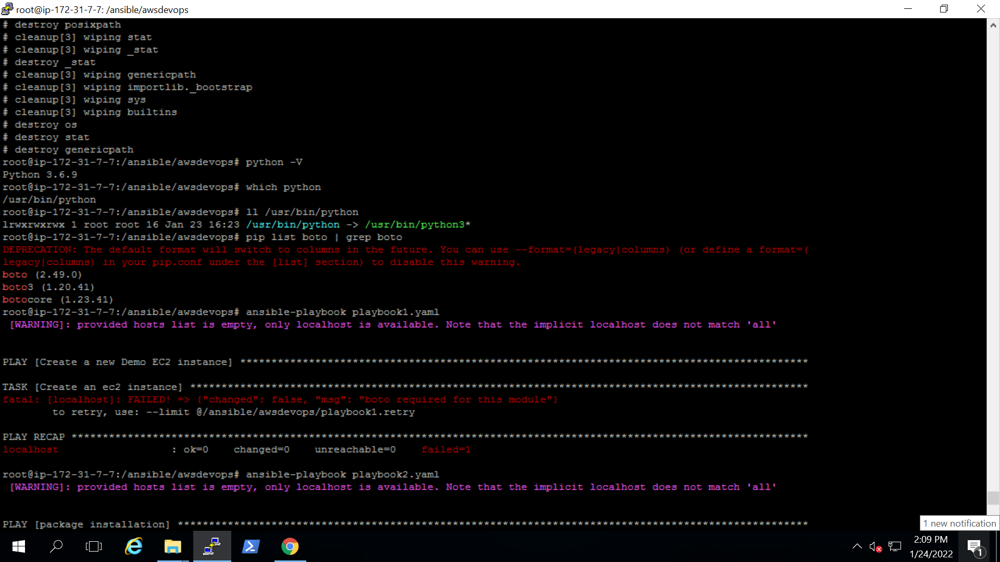 root@ip-172-31-7-7: /ansible/awsdevops
# destroy posixpath
# cleanup[3] wiping stat
# cleanup[3] wiping _stat
# destroy _stat
# cleanup[3] wiping genericpath
# cleanup[3] wiping importlib._bootstrap
# cleanup[3] wiping sys
# cleanup[3] wiping builtins
# destroy os
# destroy stat
# destroy genericpath
root@ip-172-31-7-7:/ansible/awsdevops# python -V
Python 3.6.9
root@ip-172-31-7-7:/ansible/awsdevops# which python
/usr/bin/python
root@ip-172-31-7-7:/ansible/awsdevops# ll /usr/bin/python
lrwxrwxrwx 1 root root 16 Jan 23 16:23 /usr/bin/python -> /usr/bin/python3*
root@ip-172-31-7-7:/ansible/awsdevops# pip list boto | grep boto
DEPRECATION: The default format will switch to columns in the future. You can use --format=(legacy|columns) (or define a format=(
legacy|columns) in your pip.conf under the [list] section) to disable this warning.
boto (2.49.0)
boto3 (1.20.41)
botocore (1.23.41)
root@ip-172-31-7-7:/ansible/awsdevops# ansible-playbook playbook1.yaml
[WARNING]: provided hosts list is empty, only localhost is available. Note that the implicit localhost does not match 'all'
PLAY [Create a new Demo EC2 instance] *******************************************************************************************
TASK [Create an ec2 instance] ***************************************************************************************************
fatal: [localhost]: FAILED! => {"changed": false, "msg": "boto required for this module"}
to retry, use: --limit @/ansible/awsdevops/playbook1.retry
PLAY RECAP **********************************************************************************************************************
localhost : ok=0 changed=0 unreachable=0 failed=1
root@ip-172-31-7-7:/ansible/awsdevops# ansible-playbook playbook2.yaml
[WARNING]: provided hosts list is empty, only localhost is available. Note that the implicit localhost does not match 'all'
PLAY [package installation] *****************************************************************************************************
1 new notification
2:09 PM
1/24/2022
1